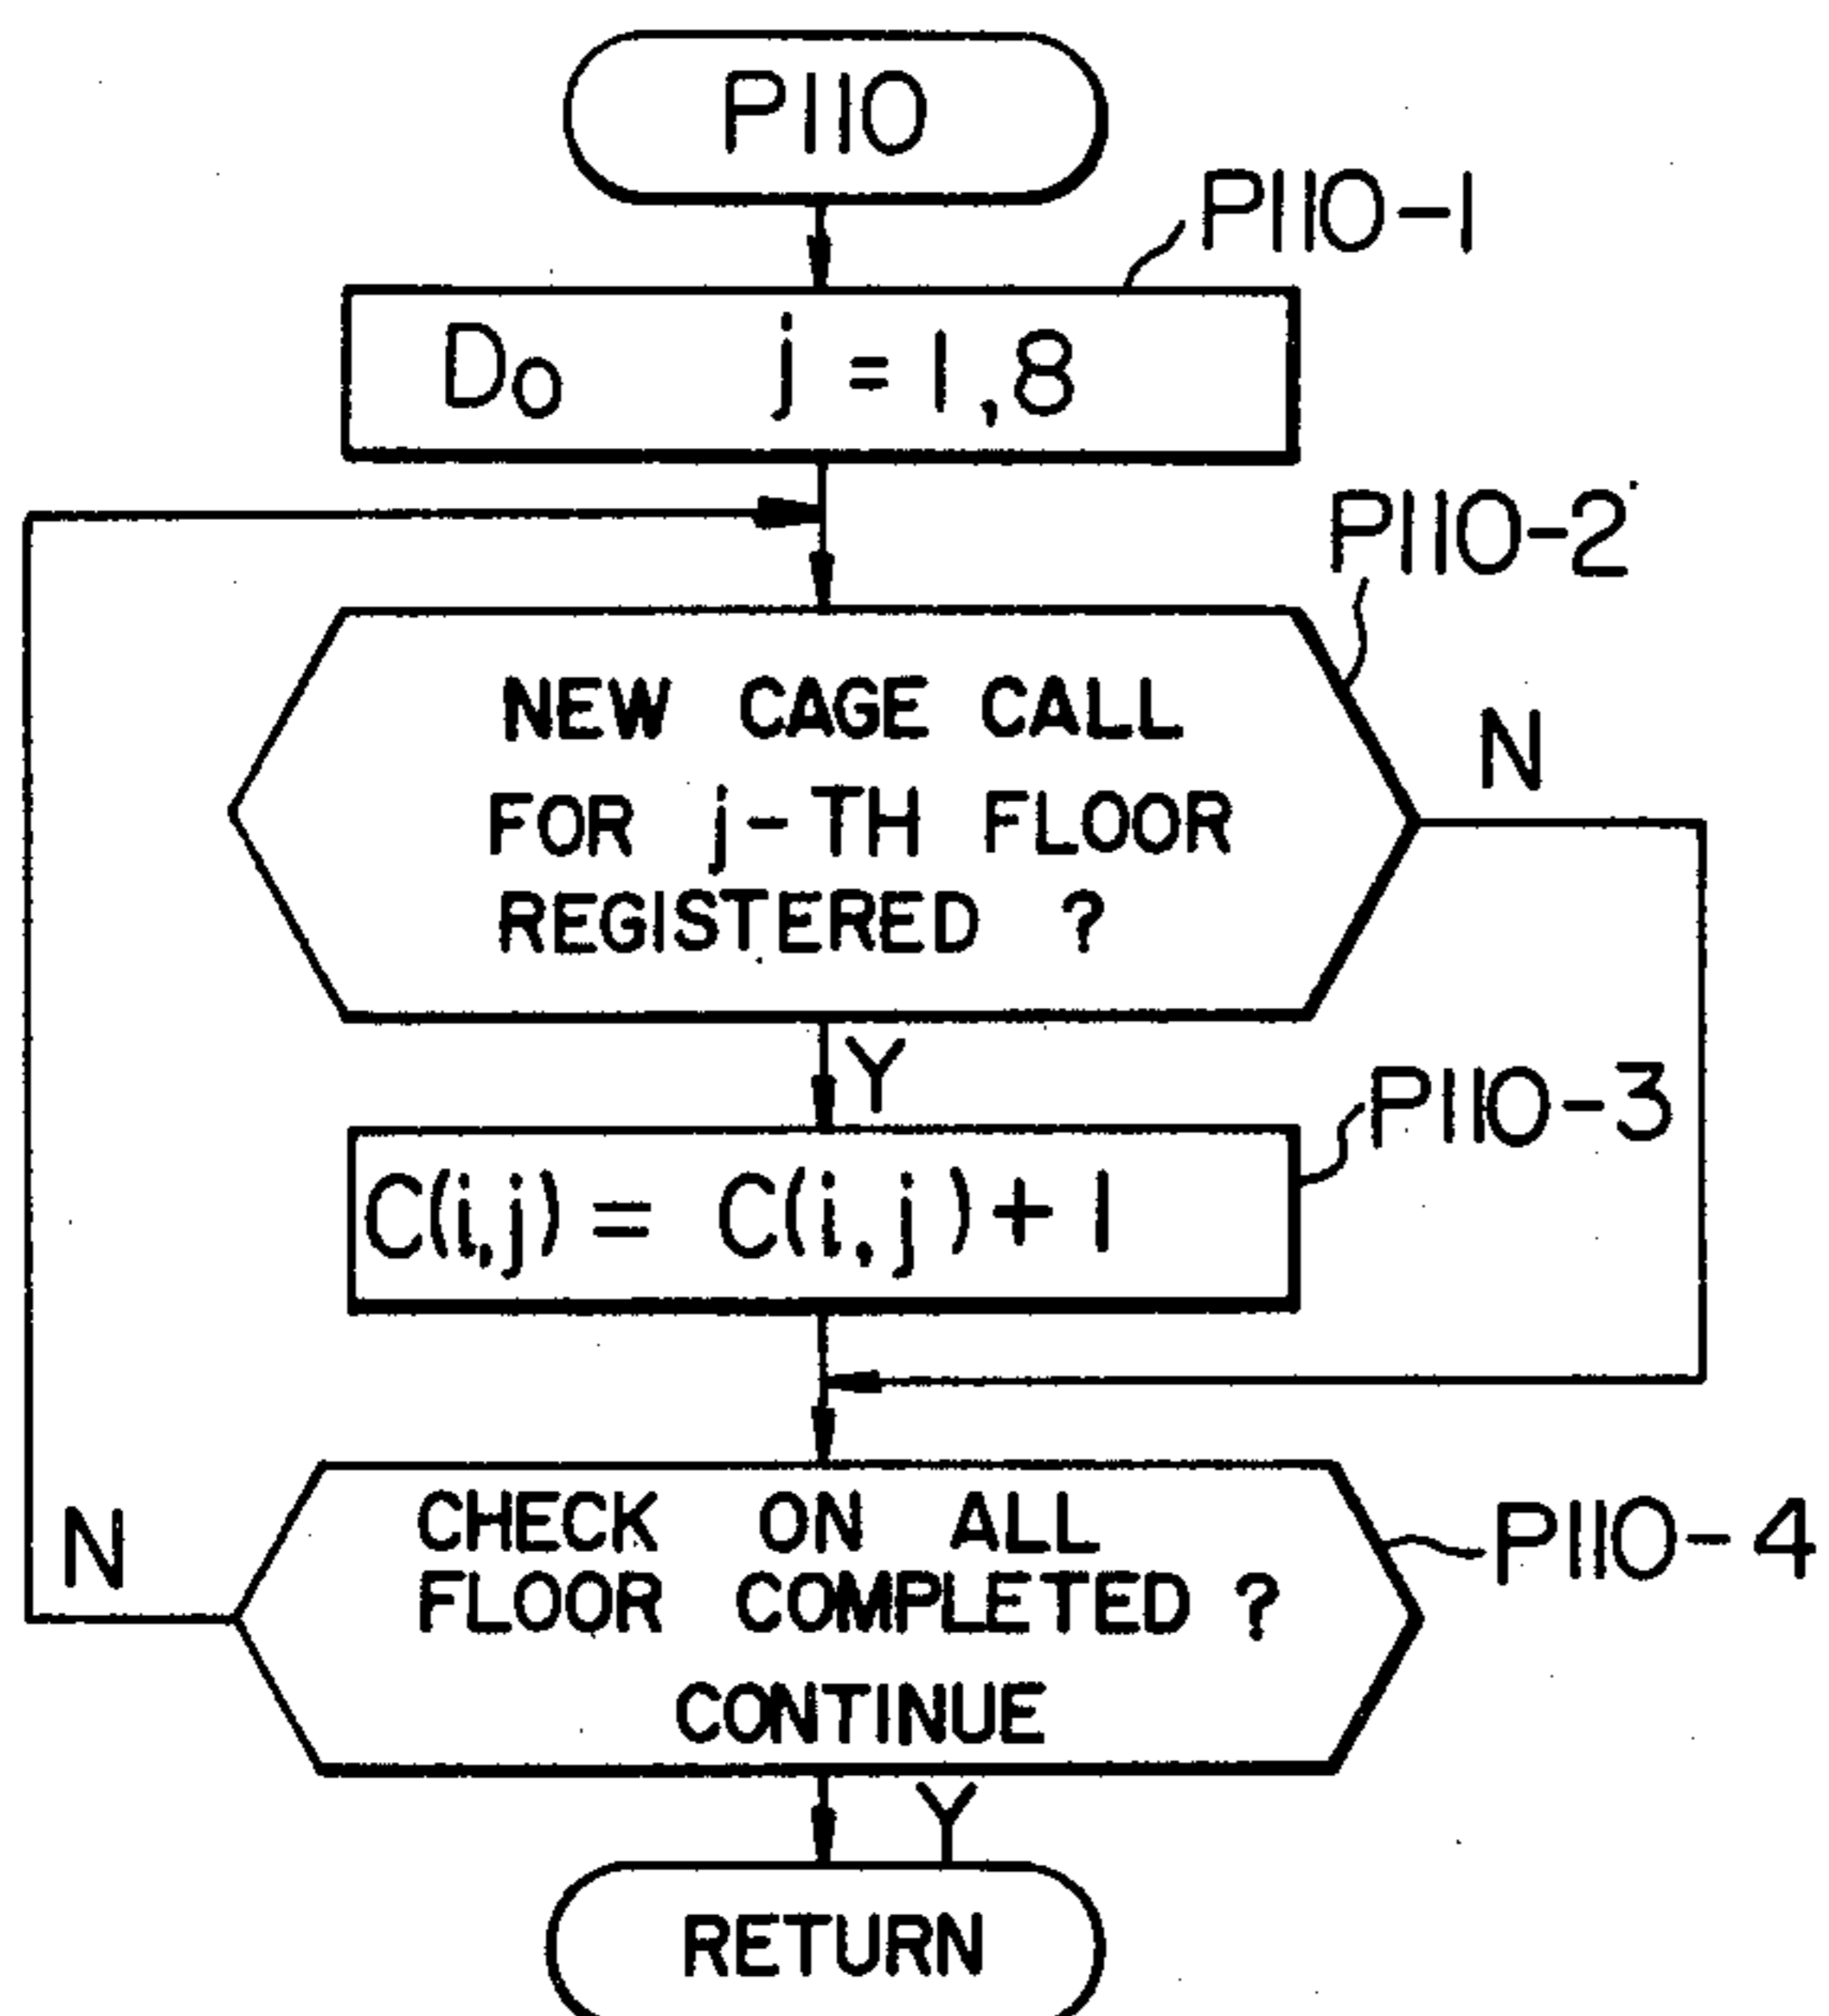 P110
P110-1
Do j = 1,8
P110-2
NEW CAGE CALL
FOR j-TH FLOOR
REGISTERED ?
N
Y
P110-3
C(i,j) = C(i,j)+1
CHECK ON ALL
FLOOR COMPLETED ?
CONTINUE
P110-4
N
Y
RETURN